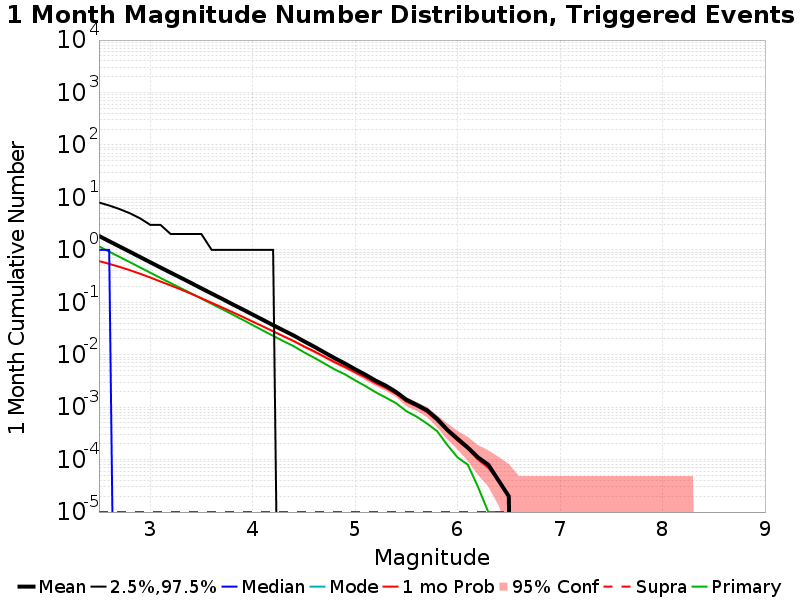 1 Month Magnitude Number Distribution, Triggered Events
10^4
10^3
10^2
10^1
10^0
10^-1
10^-2
10^-3
10^-4
10^-5
1 Month Cumulative Number
3 4 5 6 7 8 9
Magnitude
Mean 2.5%,97.5% Median Mode 1 mo Prob 95% Conf Supra Primary